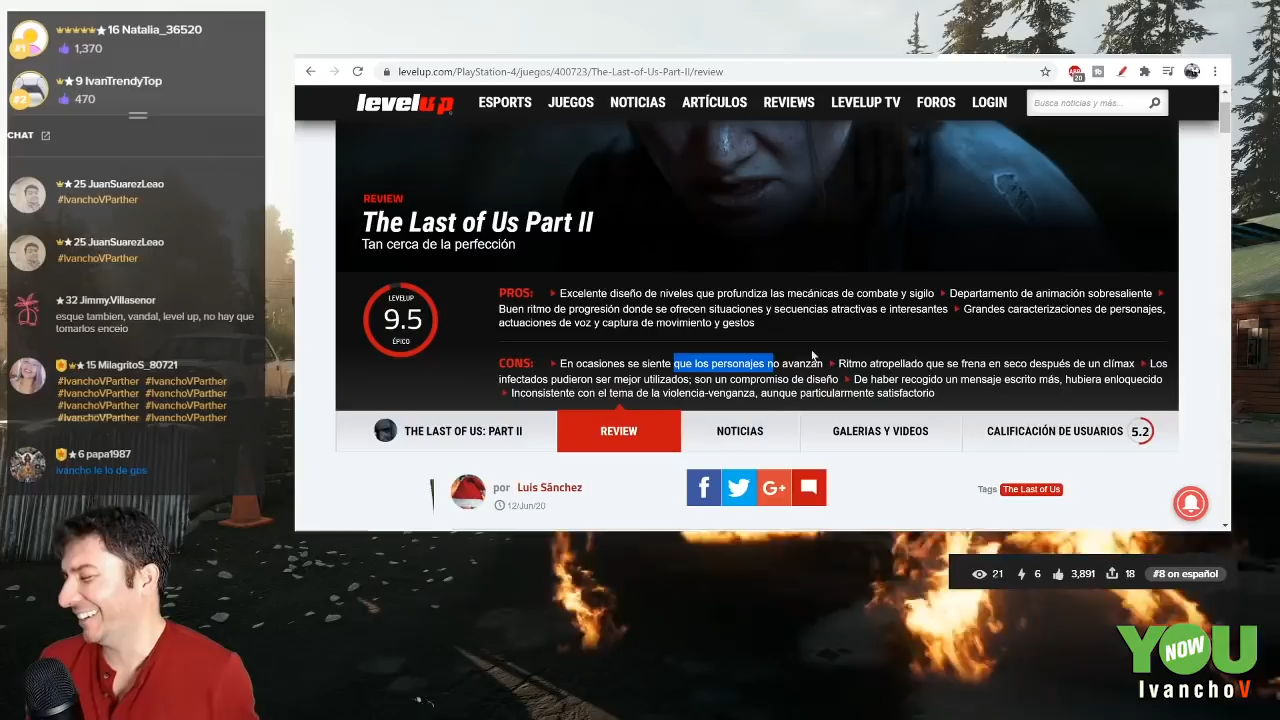 16 Natalia_36520
#1
1,370
9 IvanTrendyTop
#2
470
CHAT
25 JuanSuarezLeao
#IvanchoVParther
25 JuanSuarezLeao
#IvanchoVParther
32 Jimmy.Villasenor
esque tambien, vandal, level up, no hay que
tomarlos enceio
15 MilagritoS_80721
#IvanchoVParther #IvanchoVParther
#IvanchoVParther #IvanchoVParther
#IvanchoVParther #IvanchoVParther
#IvanchoVParther #IvanchoVParther
6 papa1987
ivancho le lo de gps.
levelup.com/PlayStation-4/juegos/400723/The-Last-of-Us-Part-II/review
20
levelup
ESPORTS JUEGOS NOTICIAS ARTÍCULOS REVIEWS LEVELUP TV FOROS LOGIN
Busca noticias y más...
REVIEW
The Last of Us Part II
Tan cerca de la perfección
LEVELUP
9.5
ÉPICO
PROS: Excelente diseño de niveles que profundiza las mecánicas de combate y sigilo Departamento de animación sobresaliente
Buen ritmo de progresión donde se ofrecen situaciones y secuencias atractivas e interesantes Grandes caracterizaciones de personajes,
actuaciones de voz y captura de movimiento y gestos
CONS: En ocasiones se siente que los personajes no avanzan Ritmo atropellado que se frena en seco después de un clímax Los
infectados pudieron ser mejor utilizados; son un compromiso de diseño De haber recogido un mensaje escrito más, hubiera enloquecido
Inconsistente con el tema de la violencia-venganza, aunque particularmente satisfactorio
THE LAST OF US: PART II REVIEW NOTICIAS GALERIAS Y VIDEOS CALIFICACIÓN DE USUARIOS 5.2
por Luis Sánchez
12/Jun/20
f
G+
Tags The Last of Us
21 6 3,891 18 #8 on español
YOU
NOW
IvanchoV